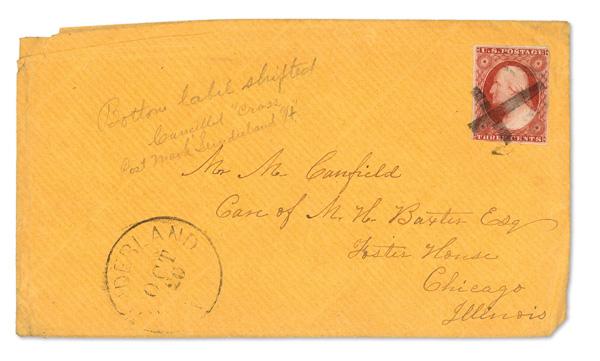 U.S. POSTAGE
THREE CENTS
Bottom label shifted
Cancelled "Cross"
Post Mark Sunderland Vt.
Mr M. Canfield
Care of M. H. Baxter Esq
Foster House
Chicago
Illinois
DERLAND
OCT